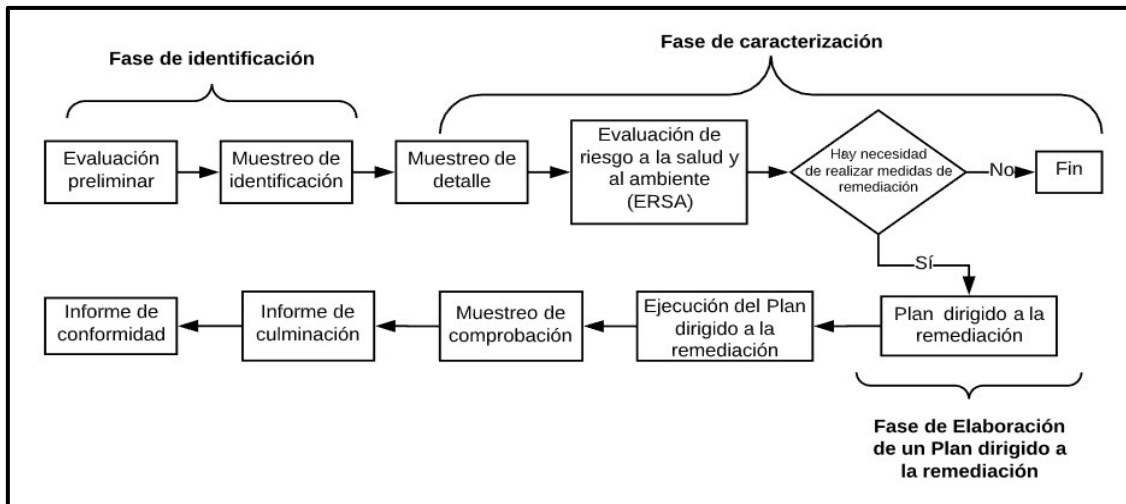 Fase de identificación
Fase de caracterización
Evaluación
preliminar
Muestreo de
identificación
Muestreo de
detalle
Evaluación de
riesgo a la salud y
al ambiente
(ERSA)
Hay necesidad
de realizar medidas de
remediación
No
Fin
Sí
Plan dirigido a la
remediación
Ejecución del Plan
dirigido a la
remediación
Muestreo de
comprobación
Informe de
culminación
Informe de
conformidad
Fase de Elaboración
de un Plan dirigido a
la remediación